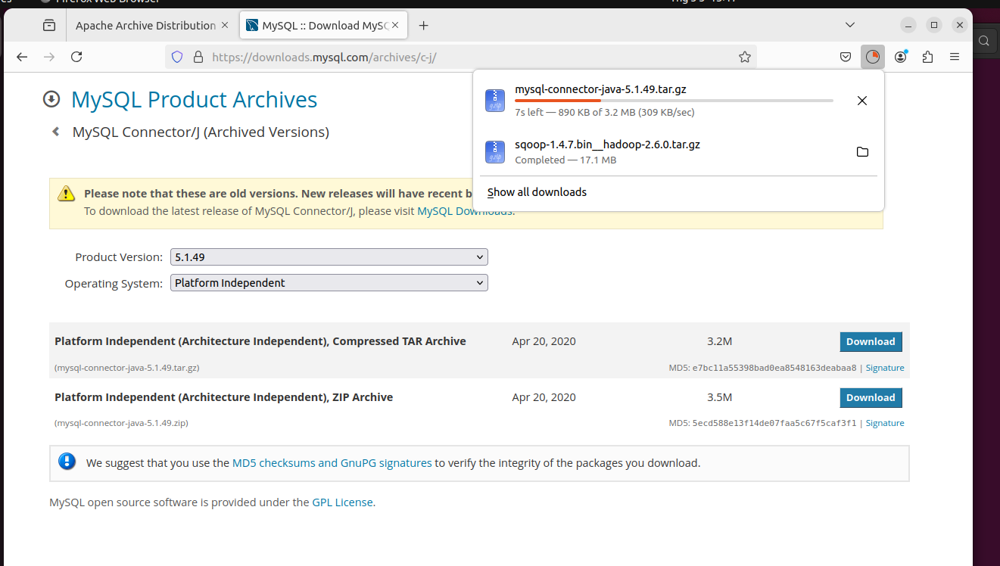 Firefox Web Browser
Apache Archive Distribution
MySQL :: Download MySQ
https://downloads.mysql.com/archives/c-j/
mysql-connector-java-5.1.49.tar.gz
7s left — 890 KB of 3.2 MB (309 KB/sec)
sqoop-1.4.7.bin__hadoop-2.6.0.tar.gz
Completed — 17.1 MB
Show all downloads
MySQL Product Archives
MySQL Connector/J (Archived Versions)
Please note that these are old versions. New releases will have recent b
To download the latest release of MySQL Connector/J, please visit MySQL Downloads.
Product Version: 5.1.49
Operating System: Platform Independent
Platform Independent (Architecture Independent), Compressed TAR Archive Apr 20, 2020 3.2M Download
(mysql-connector-java-5.1.49.tar.gz) MD5: e7bc11a55398bad0ea8548163deabaa8 | Signature
Platform Independent (Architecture Independent), ZIP Archive Apr 20, 2020 3.5M Download
(mysql-connector-java-5.1.49.zip) MD5: 5ecd588e13f14de07faa5c67f5caf3f1 | Signature
We suggest that you use the MD5 checksums and GnuPG signatures to verify the integrity of the packages you download.
MySQL open source software is provided under the GPL License.